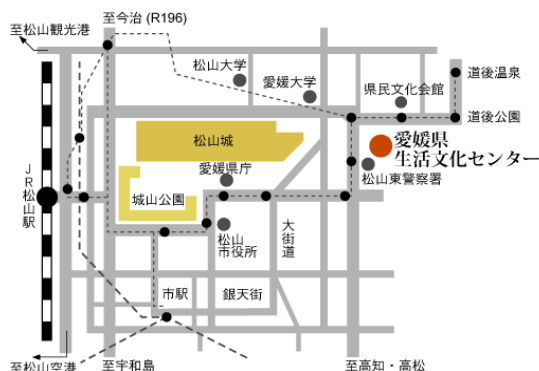 至今治 (R196)
至松山観光港
松山大学
愛媛大学
県民文化会館
道後温泉
道後公園
松山城
愛媛県
生活文化センター
愛媛県庁
松山東警察署
城山公園
JR松山駅
松山
市役所
大街道
市駅
銀天街
至松山空港
至宇和島
至高知・高松